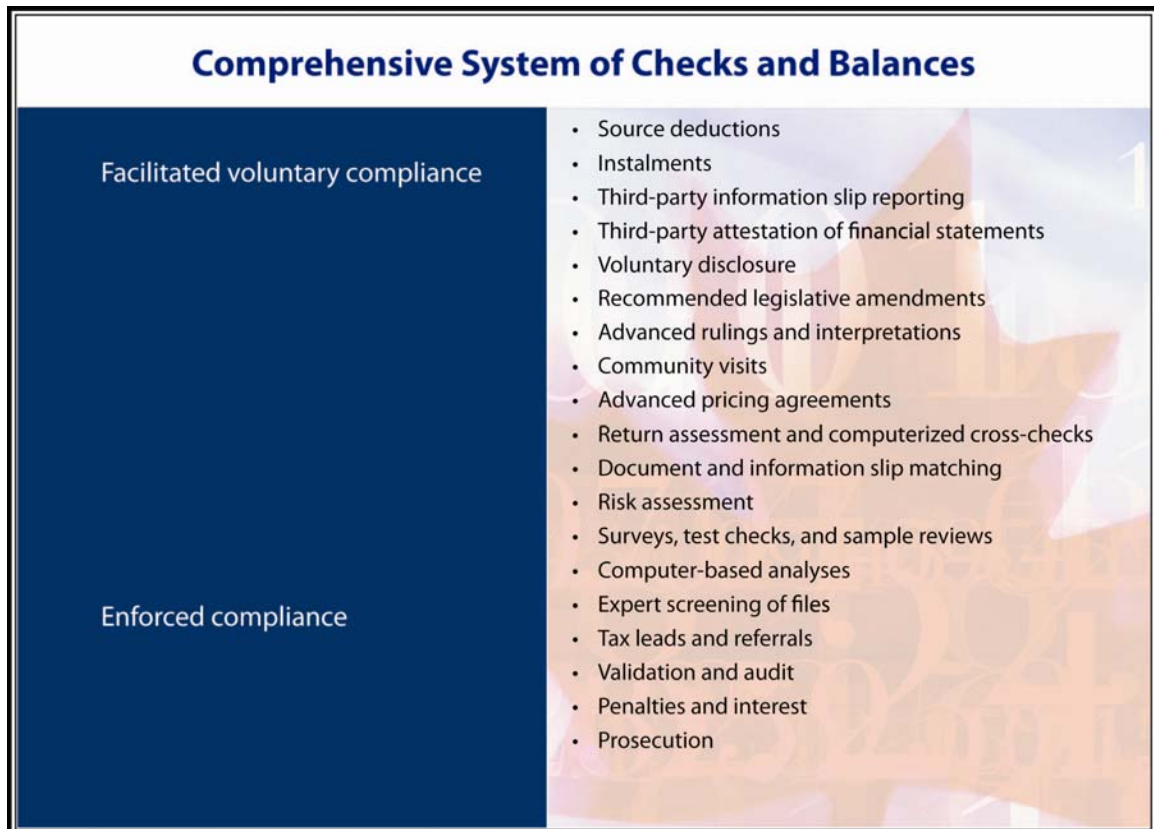 Comprehensive System of Checks and Balances
Facilitated voluntary compliance
Enforced compliance
• Source deductions
• Instalments
• Third-party information slip reporting
• Third-party attestation of financial statements
• Voluntary disclosure
• Recommended legislative amendments
• Advanced rulings and interpretations
• Community visits
• Advanced pricing agreements
• Return assessment and computerized cross-checks
• Document and information slip matching
• Risk assessment
• Surveys, test checks, and sample reviews
• Computer-based analyses
• Expert screening of files
• Tax leads and referrals
• Validation and audit
• Penalties and interest
• Prosecution